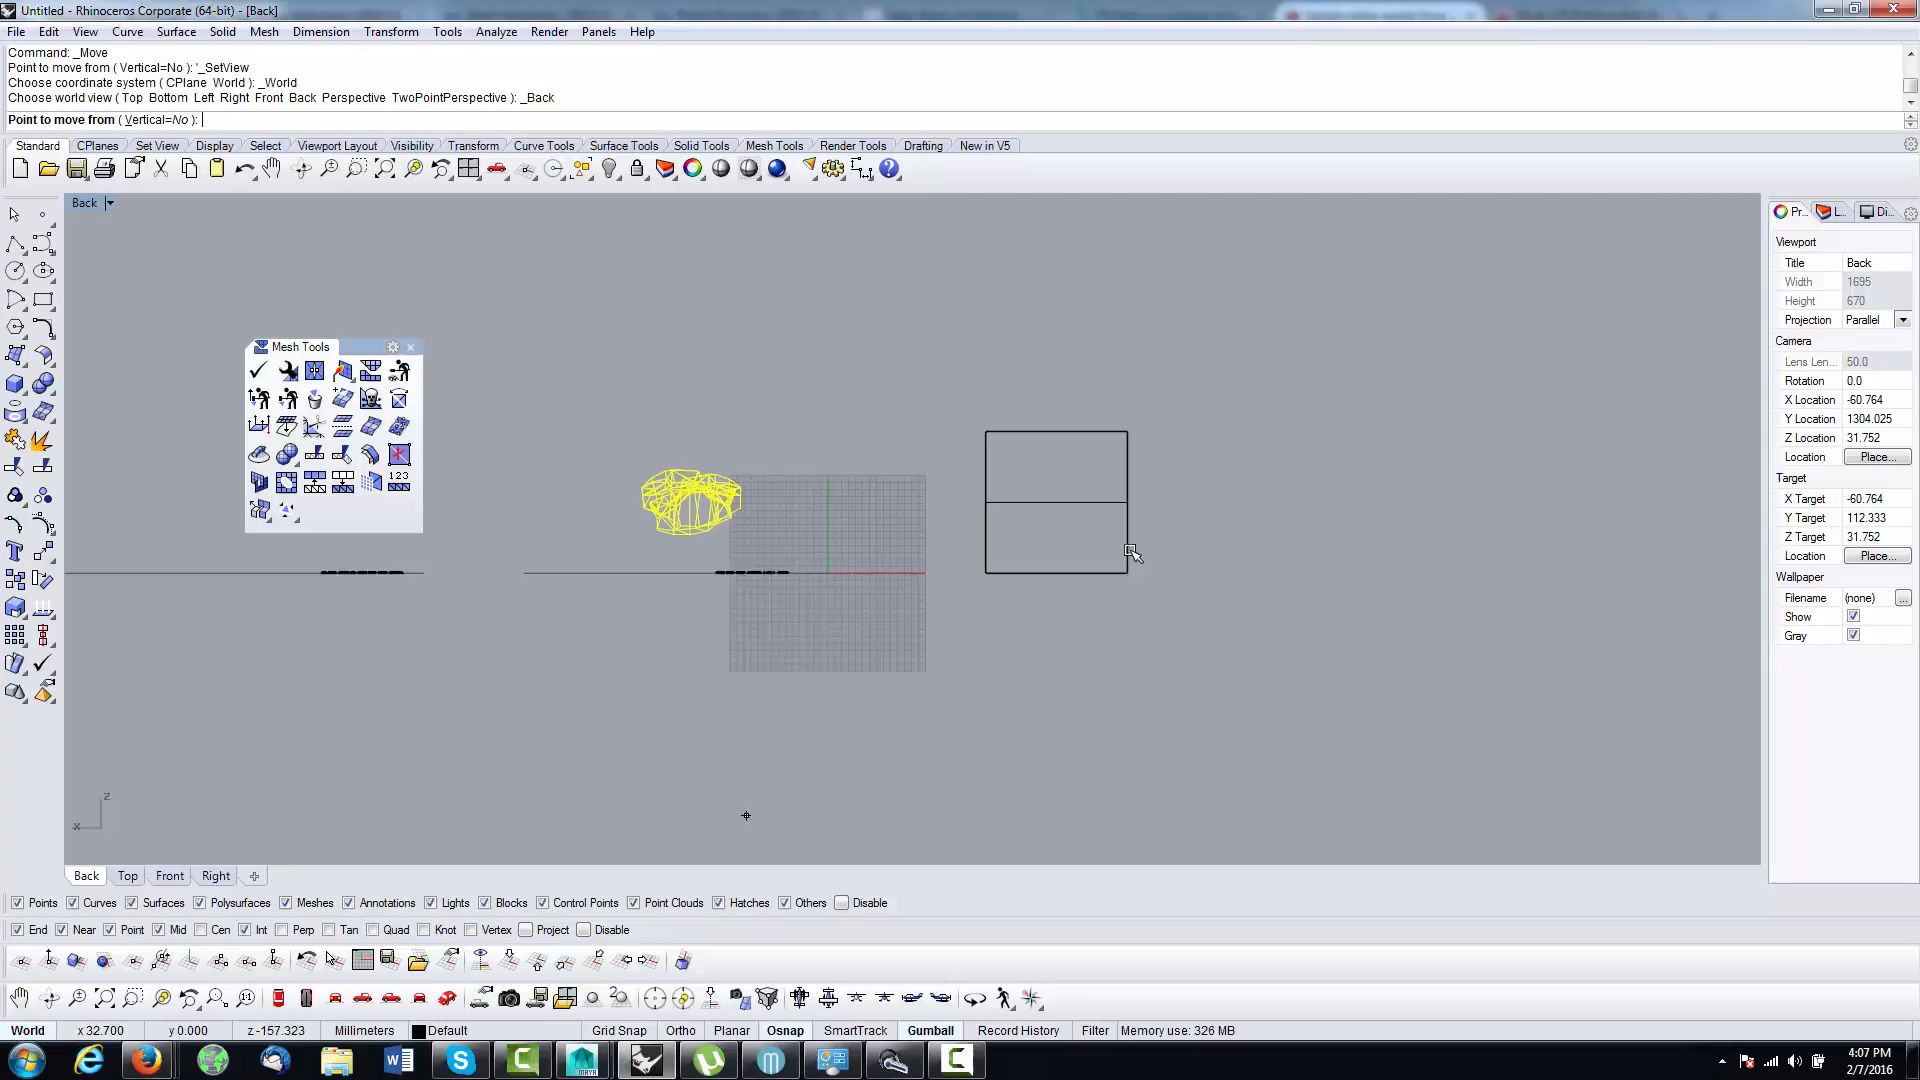 Untitled - Rhinoceros Corporate (64-bit) - [Back]
File Edit View Curve Surface Solid Mesh Dimension Transform Tools Analyze Render Panels Help
Command: _Move
Point to move from ( Vertical=No ): '_SetView
Choose coordinate system ( CPlane World ): _World
Choose world view ( Top Bottom Left Right Front Back Perspective TwoPointPerspective ): _Back
Point to move from ( Vertical=No ):
Standard CPlanes Set View Display Select Viewport Layout Visibility Transform Curve Tools Surface Tools Solid Tools Mesh Tools Render Tools Drafting New in V5
Back
Pr... L... Di...
Viewport
Title Back
Width 1695
Height 670
Projection Parallel
Camera
Lens Len... 50.0
Rotation 0.0
X Location -60.764
Y Location 1304.025
Z Location 31.752
Location Place...
Target
X Target -60.764
Y Target 112.333
Z Target 31.752
Location Place...
Wallpaper
Filename (none) ...
Show
Gray
Mesh Tools
123
z
x
Back Top Front Right
Points Curves Surfaces Polysurfaces Meshes Annotations Lights Blocks Control Points Point Clouds Hatches Others Disable
End Near Point Mid Cen Int Perp Tan Quad Knot Vertex Project Disable
World x 32.700 y 0.000 z -157.323 Millimeters Default Grid Snap Ortho Planar Osnap SmartTrack Gumball Record History Filter Memory use: 326 MB
4:07 PM
2/7/2016